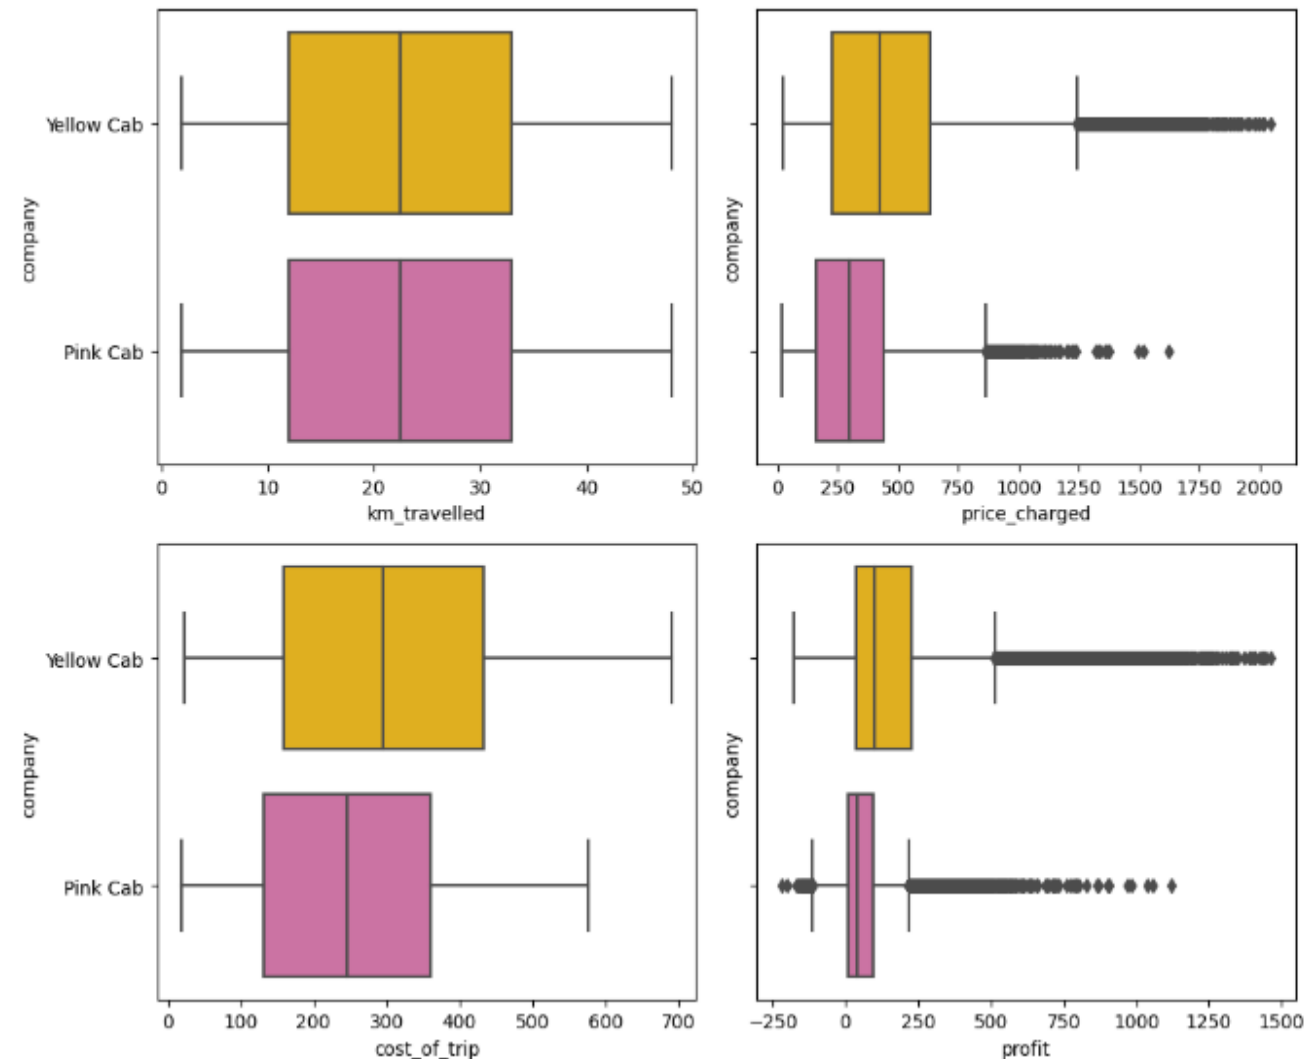 company
Yellow Cab
Pink Cab
0 10 20 30 40 50
km_travelled
company
0 250 500 750 1000 1250 1500 1750 2000
price_charged
company
Yellow Cab
Pink Cab
0 100 200 300 400 500 600 700
cost_of_trip
company
−250 0 250 500 750 1000 1250 1500
profit